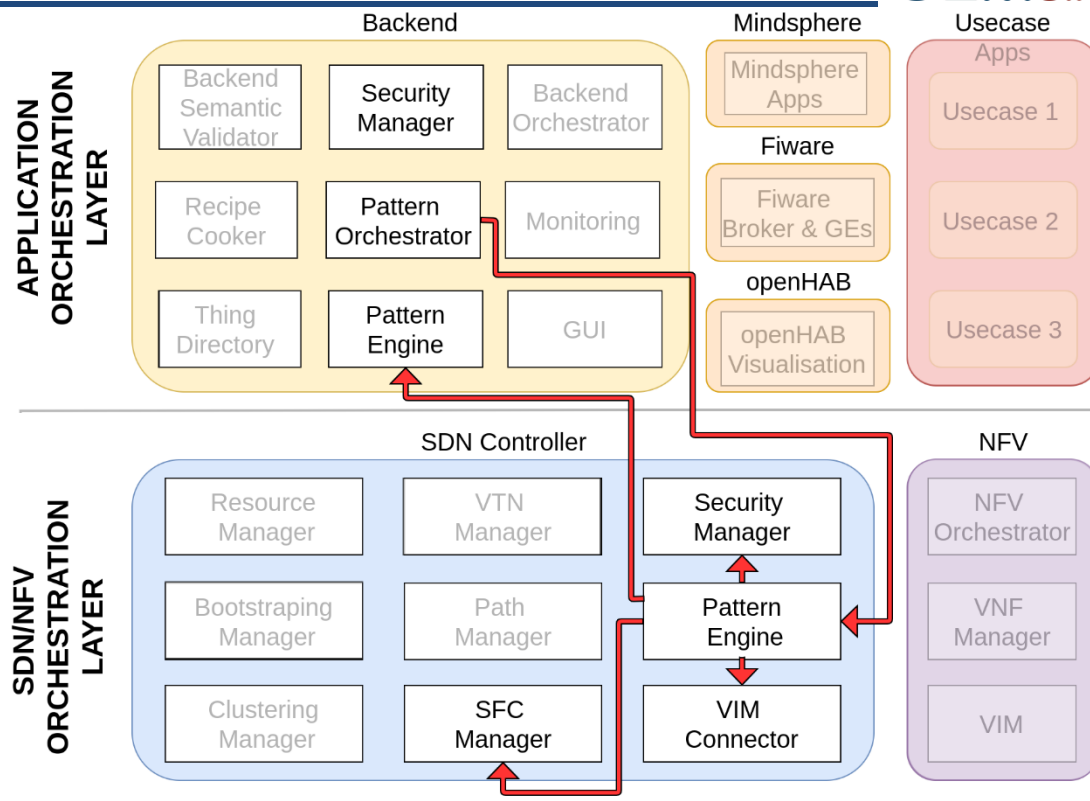 Backend
Mindsphere
Usecase
Apps
APPLICATION
ORCHESTRATION
LAYER
Backend
Semantic
Validator
Security
Manager
Backend
Orchestrator
Mindsphere
Apps
Usecase 1
Fiware
Recipe
Cooker
Pattern
Orchestrator
Monitoring
Fiware
Broker & GEs
Usecase 2
openHAB
Thing
Directory
Pattern
Engine
GUI
openHAB
Visualisation
Usecase 3
SDN Controller
NFV
SDN/NFV
ORCHESTRATION
LAYER
Resource
Manager
VTN
Manager
Security
Manager
NFV
Orchestrator
Bootstraping
Manager
Path
Manager
Pattern
Engine
VNF
Manager
Clustering
Manager
SFC
Manager
VIM
Connector
VIM